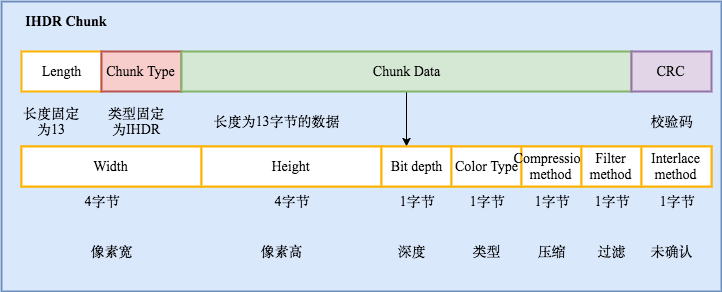 IHDR Chunk
Length Chunk Type Chunk Data CRC
长度固定 类型固定 长度为13字节的数据 校验码
为13 为IHDR
Width Height Bit depth Color Type Compressio method Filter method Interlace method
4字节 4字节 1字节 1字节 1字节 1字节 1字节
像素宽 像素高 深度 类型 压缩 过滤 未确认